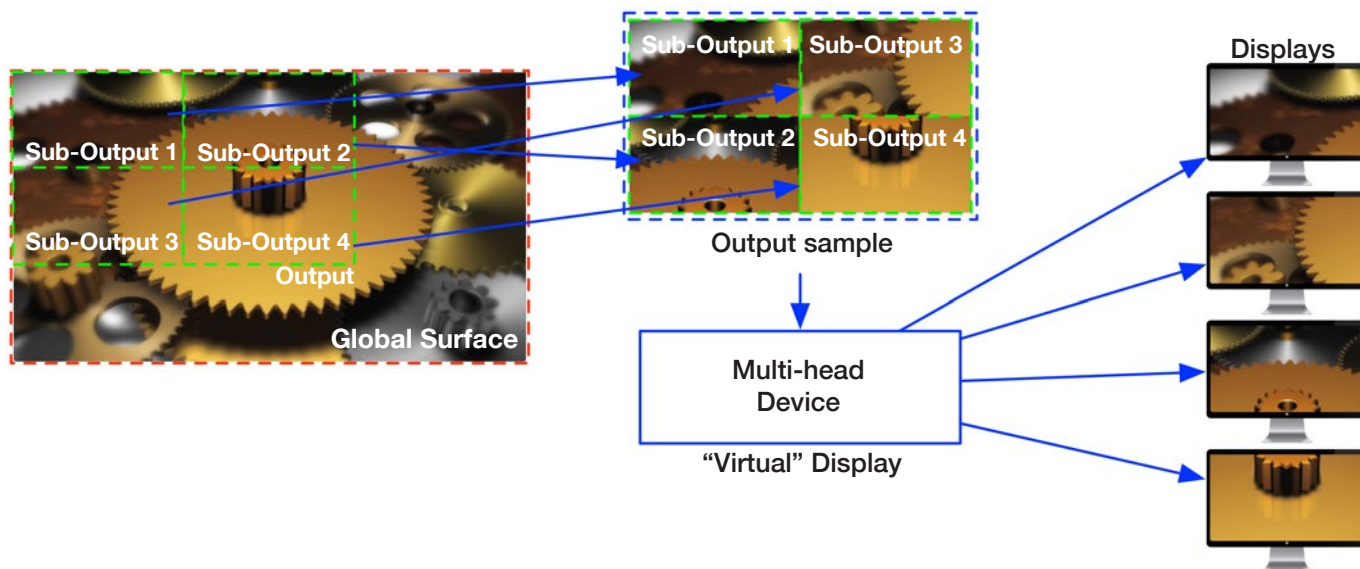 Sub-Output 1 Sub-Output 2
Sub-Output 3 Sub-Output 4
Output
Global Surface
Sub-Output 1 Sub-Output 3
Sub-Output 2 Sub-Output 4
Output sample
Multi-head
Device
“Virtual” Display
Displays